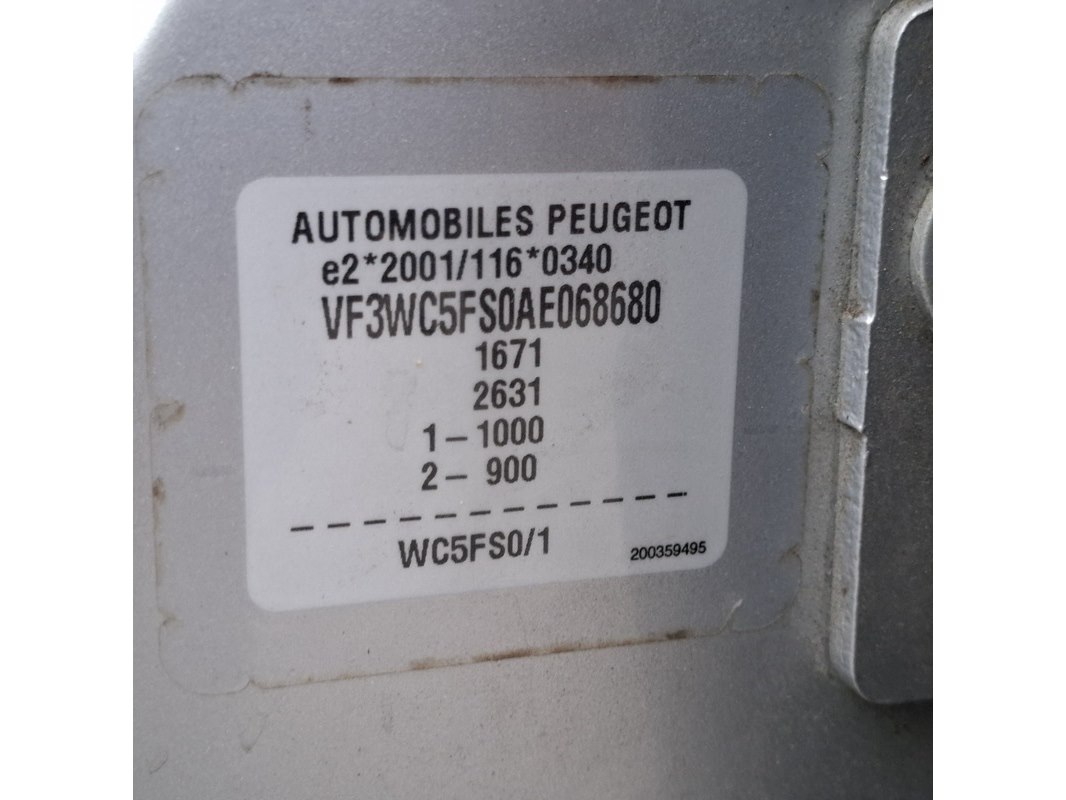 AUTOMOBILES PEUGEOT
e2*2001/116*0340
VF3WC5FS0AE068680
1671
2631
1- 1000
2- 900
WC5FS0/1
200359495